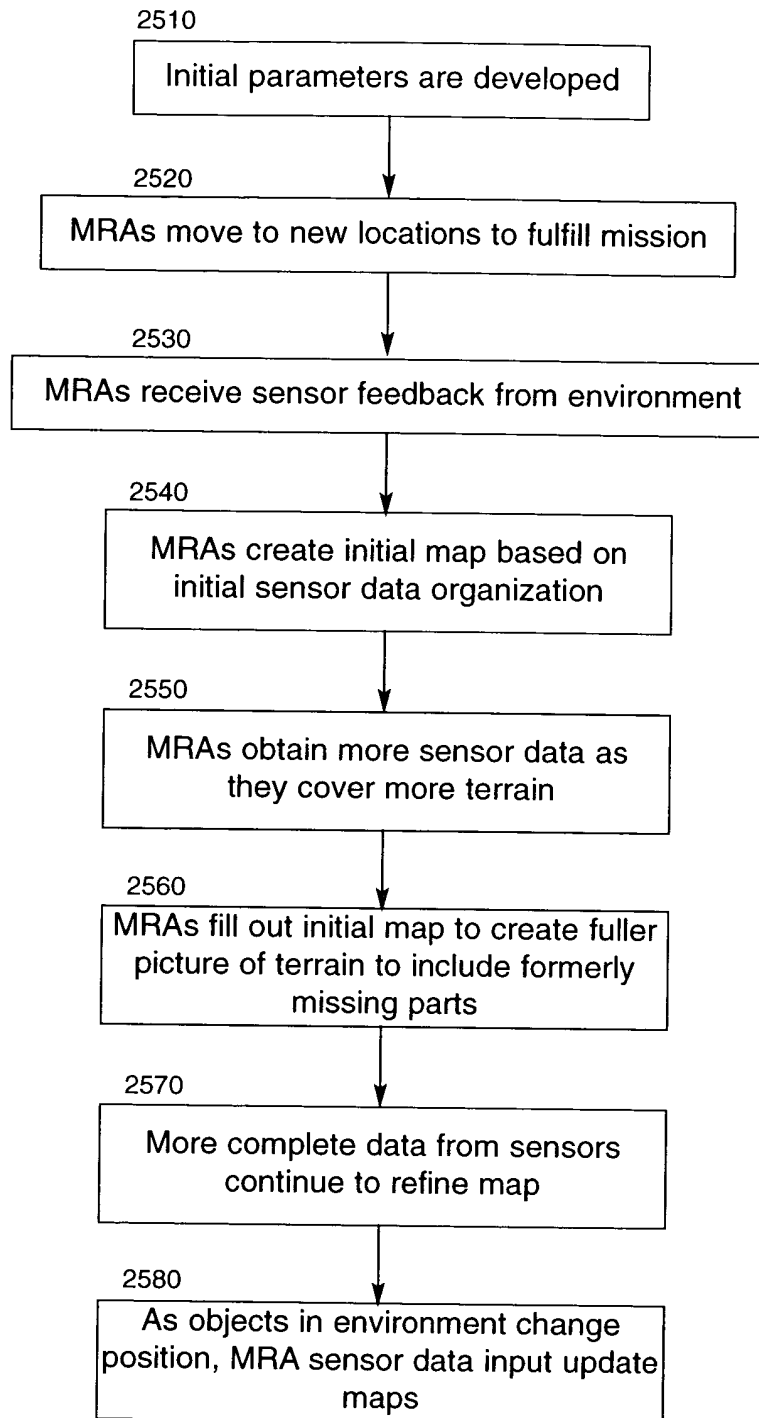 2510
Initial parameters are developed
2520
MRAs move to new locations to fulfill mission
2530
MRAs receive sensor feedback from environment
2540
MRAs create initial map based on
initial sensor data organization
2550
MRAs obtain more sensor data as
they cover more terrain
2560
MRAs fill out initial map to create fuller
picture of terrain to include formerly
missing parts
2570
More complete data from sensors
continue to refine map
2580
As objects in environment change
position, MRA sensor data input update
maps